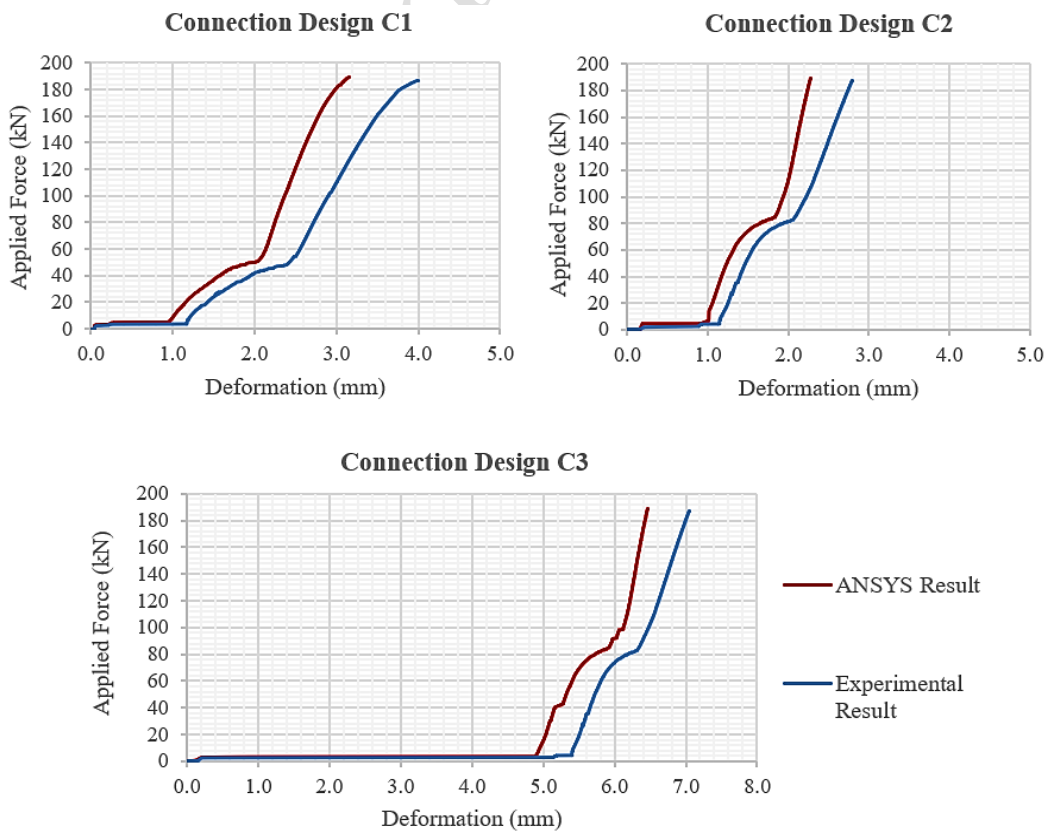 Connection Design C1
200
180
160
140
120
100
80
60
40
20
0
Applied Force (kN)
0.0 1.0 2.0 3.0 4.0 5.0
Deformation (mm)
Connection Design C2
200
180
160
140
120
100
80
60
40
20
0
Applied Force (kN)
0.0 1.0 2.0 3.0 4.0 5.0
Deformation (mm)
Connection Design C3
200
180
160
140
120
100
80
60
40
20
0
Applied Force (kN)
0.0 1.0 2.0 3.0 4.0 5.0 6.0 7.0 8.0
Deformation (mm)
ANSYS Result
Experimental
Result